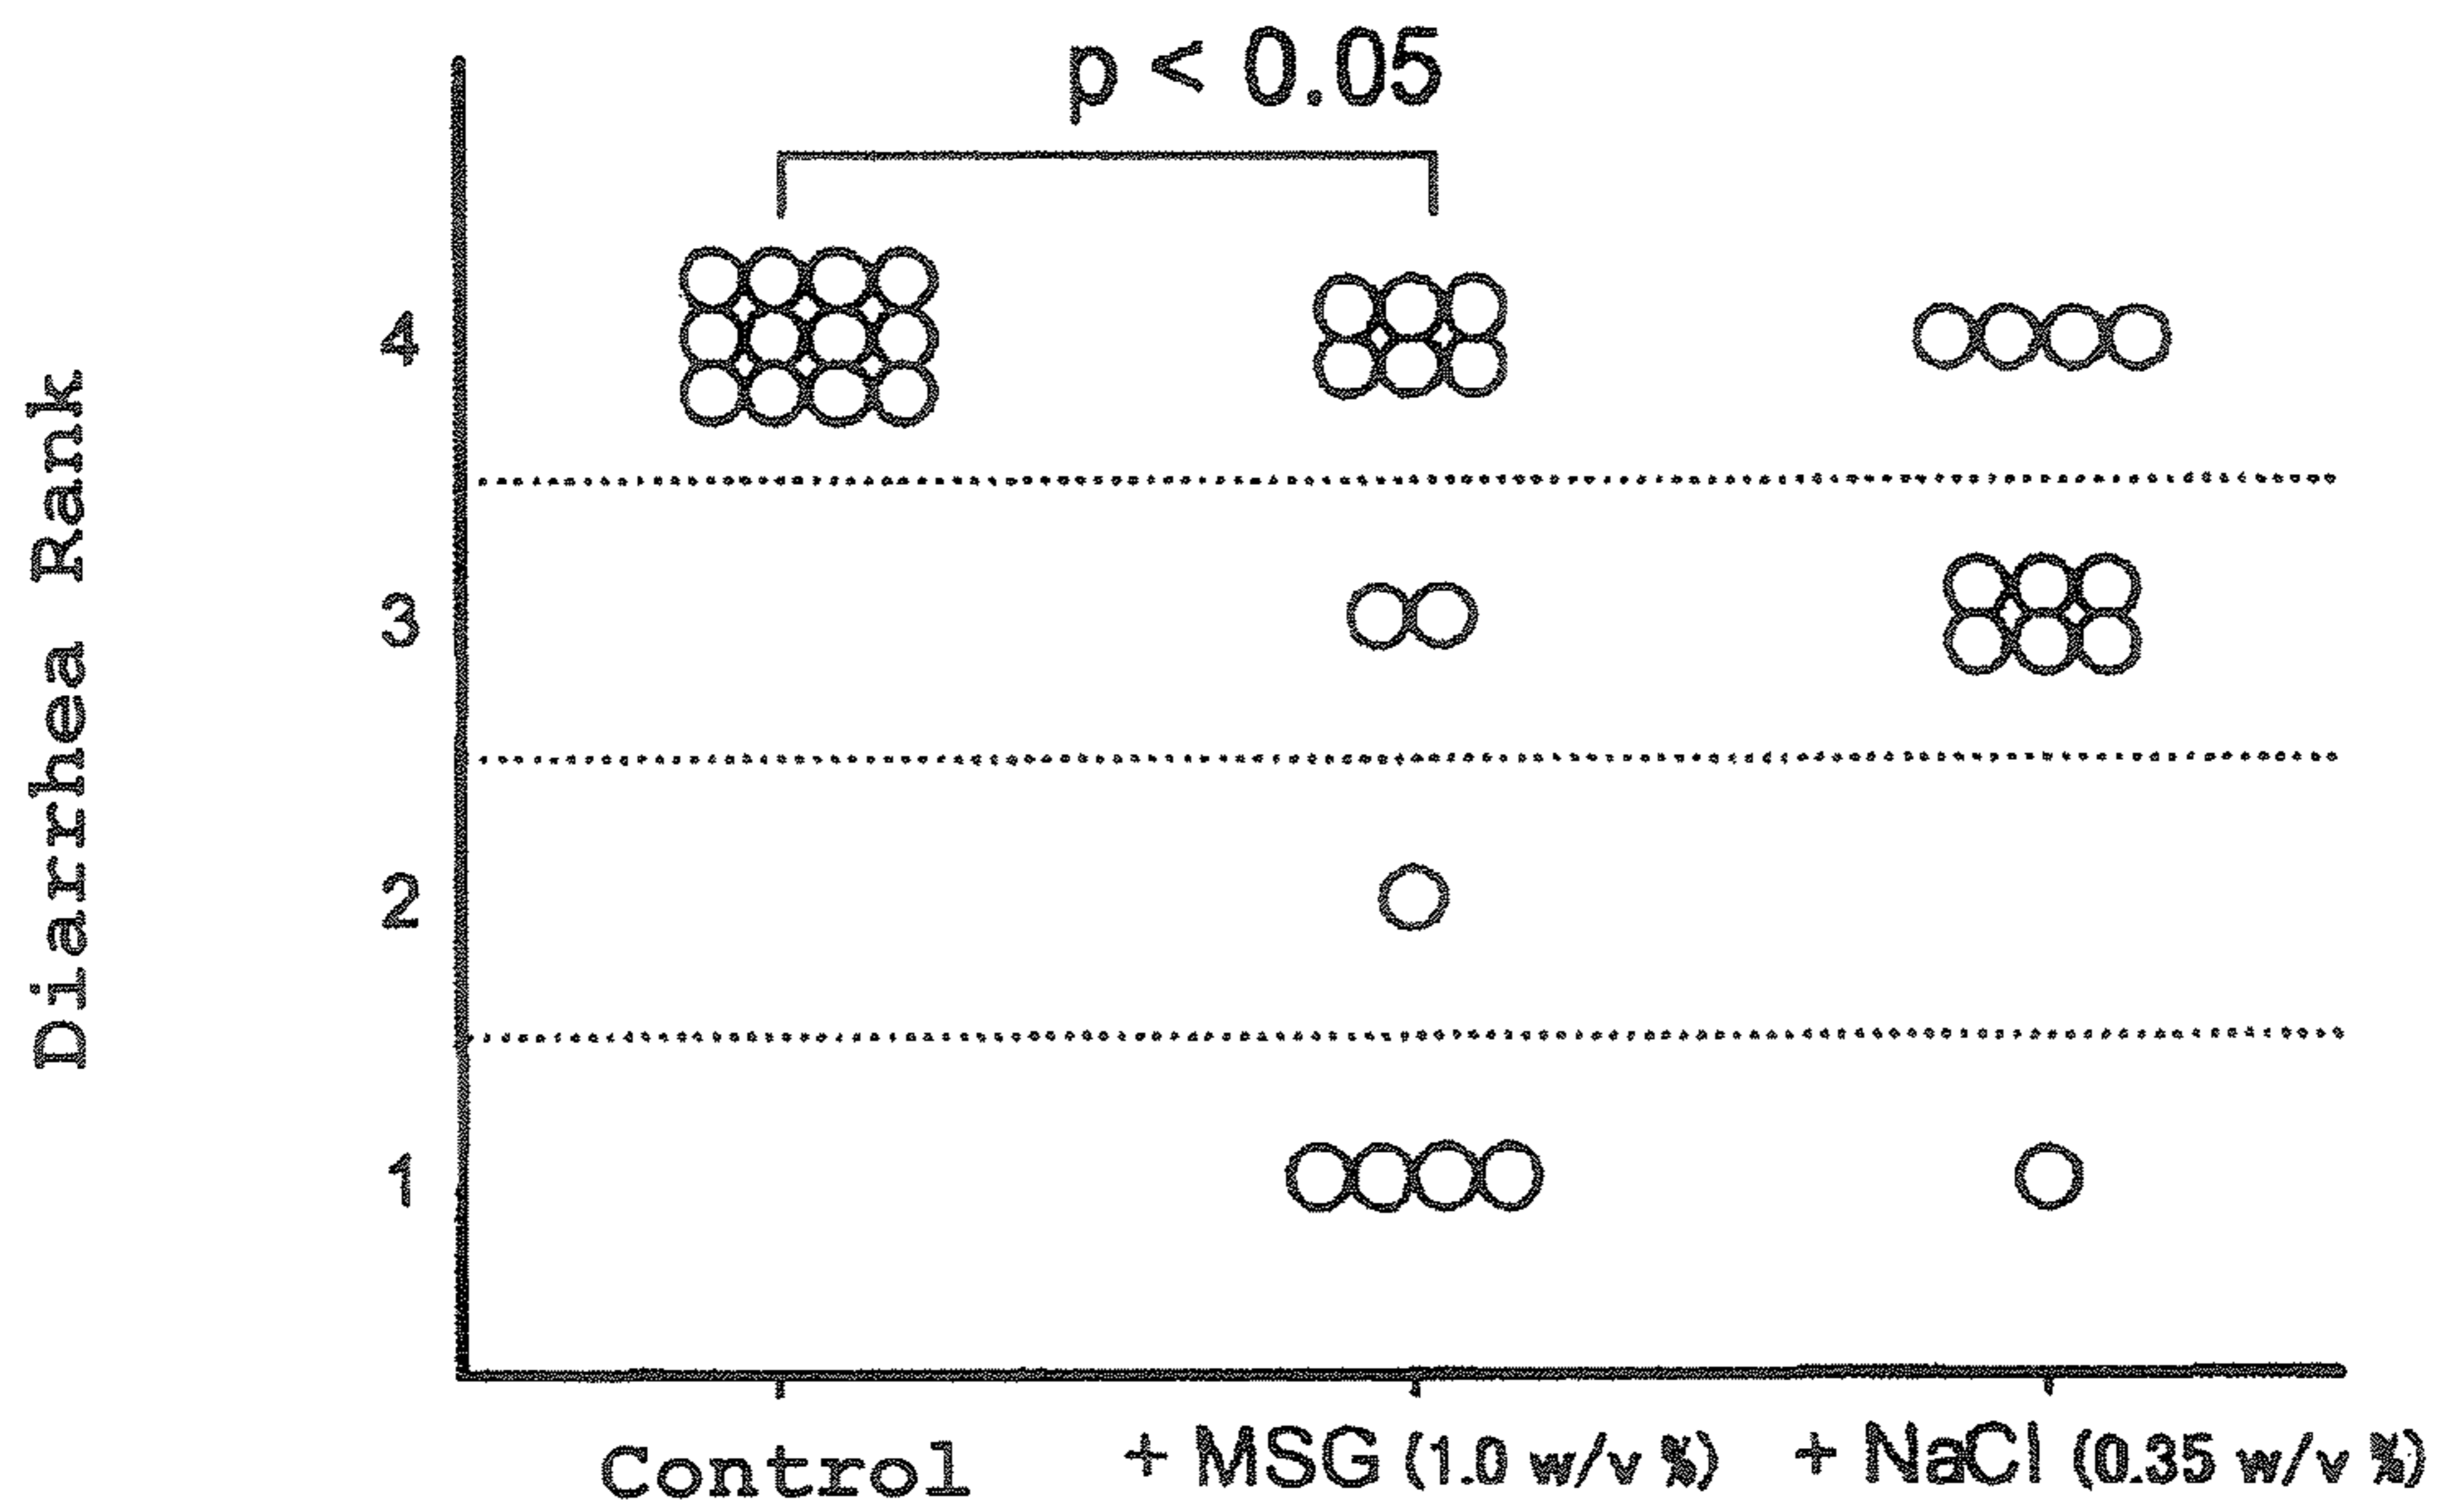 p < 0.05
Diarrhea Rank
4
3
2
1
Control
+ MSG (1.0 w/v %)
+ NaCl (0.35 w/v %)